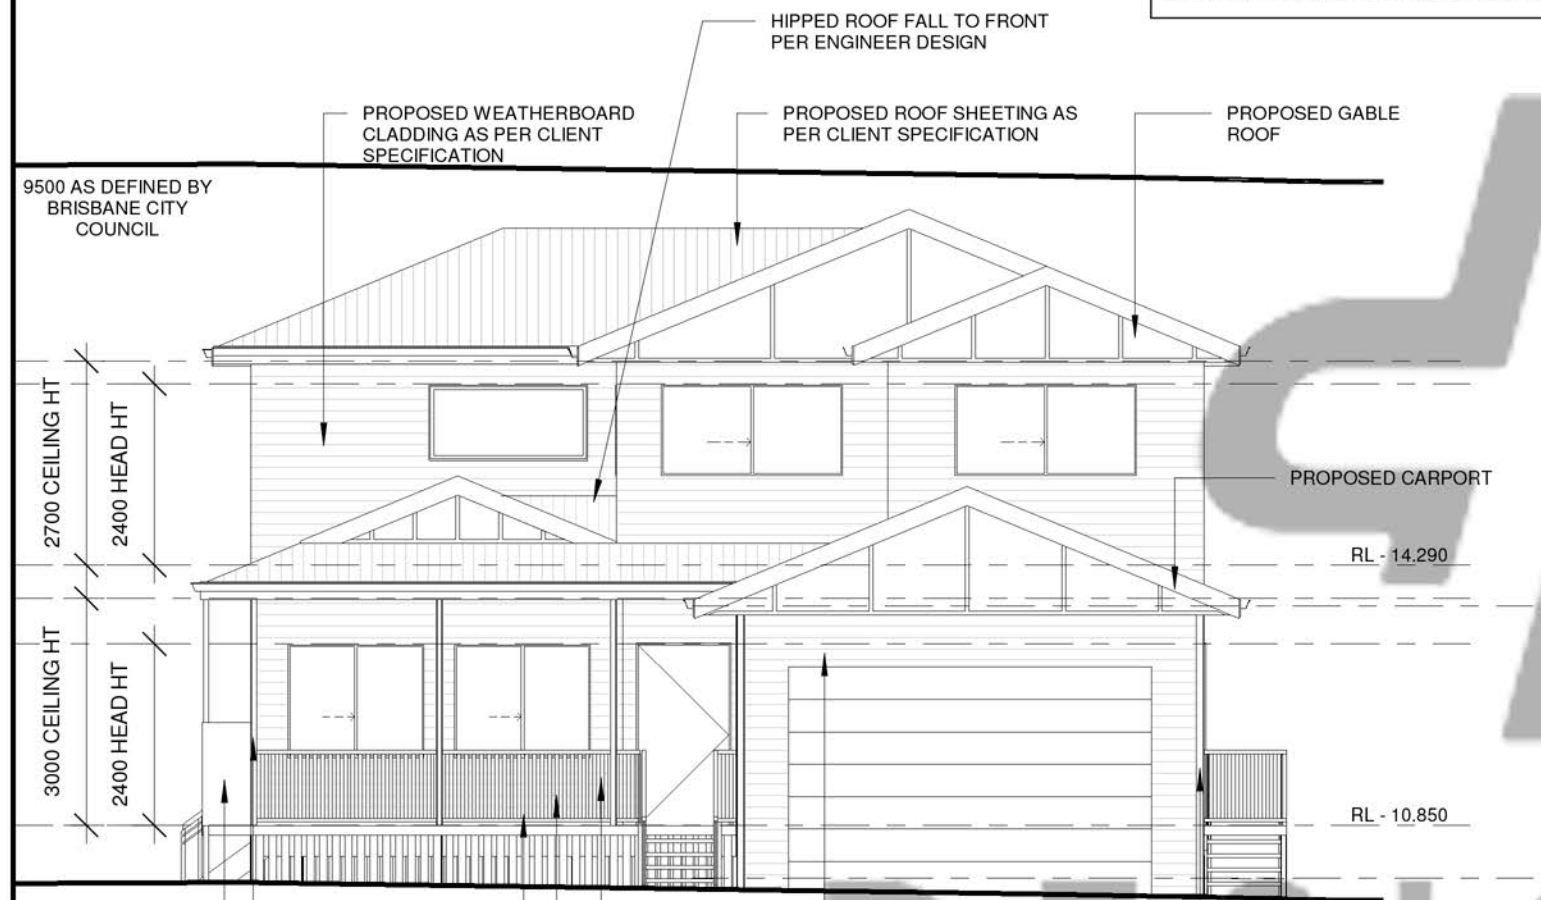 HIPPED ROOF FALL TO FRONT
PER ENGINEER DESIGN
PROPOSED WEATHERBOARD
CLADDING AS PER CLIENT
SPECIFICATION
PROPOSED ROOF SHEETING AS
PER CLIENT SPECIFICATION
PROPOSED GABLE
ROOF
9500 AS DEFINED BY
BRISBANE CITY
COUNCIL
2700 CEILING HT
2400 HEAD HT
PROPOSED CARPORT
RL - 14.290
3000 CEILING HT
2400 HEAD HT
RL - 10.850